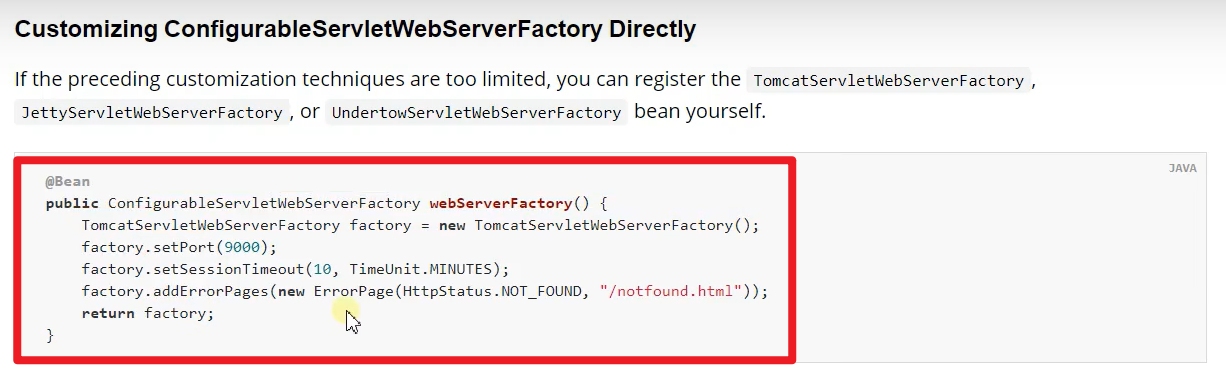 Customizing ConfigurableServletWebServerFactory Directly
If the preceding customization techniques are too limited, you can register the TomcatServletWebServerFactory ,
JettyServletWebServerFactory , or UndertowServletWebServerFactory bean yourself.
JAVA
@Bean
public ConfigurableServletWebServerFactory webServerFactory() {
    TomcatServletWebServerFactory factory = new TomcatServletWebServerFactory();
    factory.setPort(9000);
    factory.setSessionTimeout(10, TimeUnit.MINUTES);
    factory.addErrorPages(new ErrorPage(HttpStatus.NOT_FOUND, "/notfound.html"));
    return factory;
}